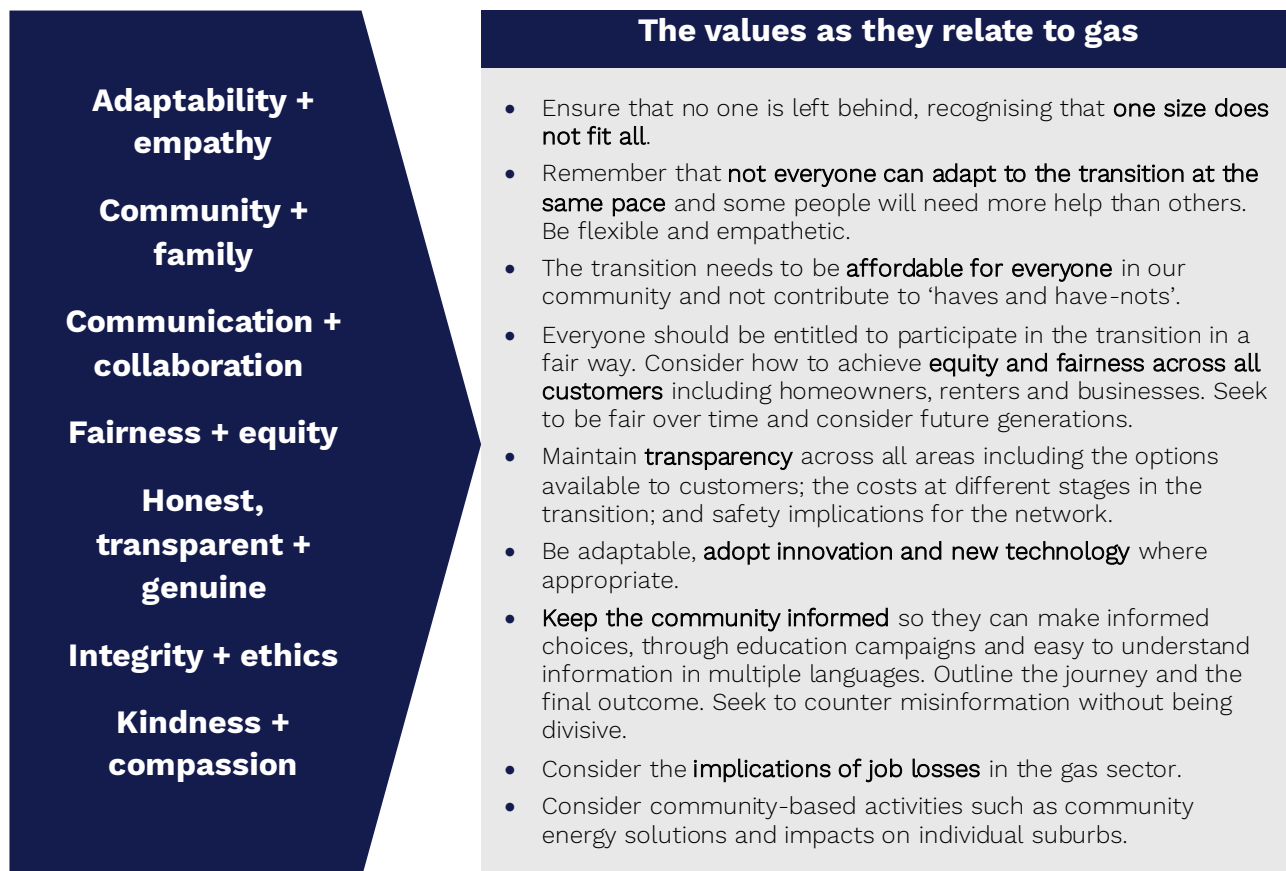 Adaptability +
empathy
Community +
family
Communication +
collaboration
Fairness + equity
Honest,
transparent +
genuine
Integrity + ethics
Kindness +
compassion
The values as they relate to gas
• Ensure that no one is left behind, recognising that one size does
not fit all.
• Remember that not everyone can adapt to the transition at the
same pace and some people will need more help than others.
Be flexible and empathetic.
• The transition needs to be affordable for everyone in our
community and not contribute to ‘haves and have-nots’.
• Everyone should be entitled to participate in the transition in a
fair way. Consider how to achieve equity and fairness across all
customers including homeowners, renters and businesses. Seek
to be fair over time and consider future generations.
• Maintain transparency across all areas including the options
available to customers; the costs at different stages in the
transition; and safety implications for the network.
• Be adaptable, adopt innovation and new technology where
appropriate.
• Keep the community informed so they can make informed
choices, through education campaigns and easy to understand
information in multiple languages. Outline the journey and the
final outcome. Seek to counter misinformation without being
divisive.
• Consider the implications of job losses in the gas sector.
• Consider community-based activities such as community
energy solutions and impacts on individual suburbs.